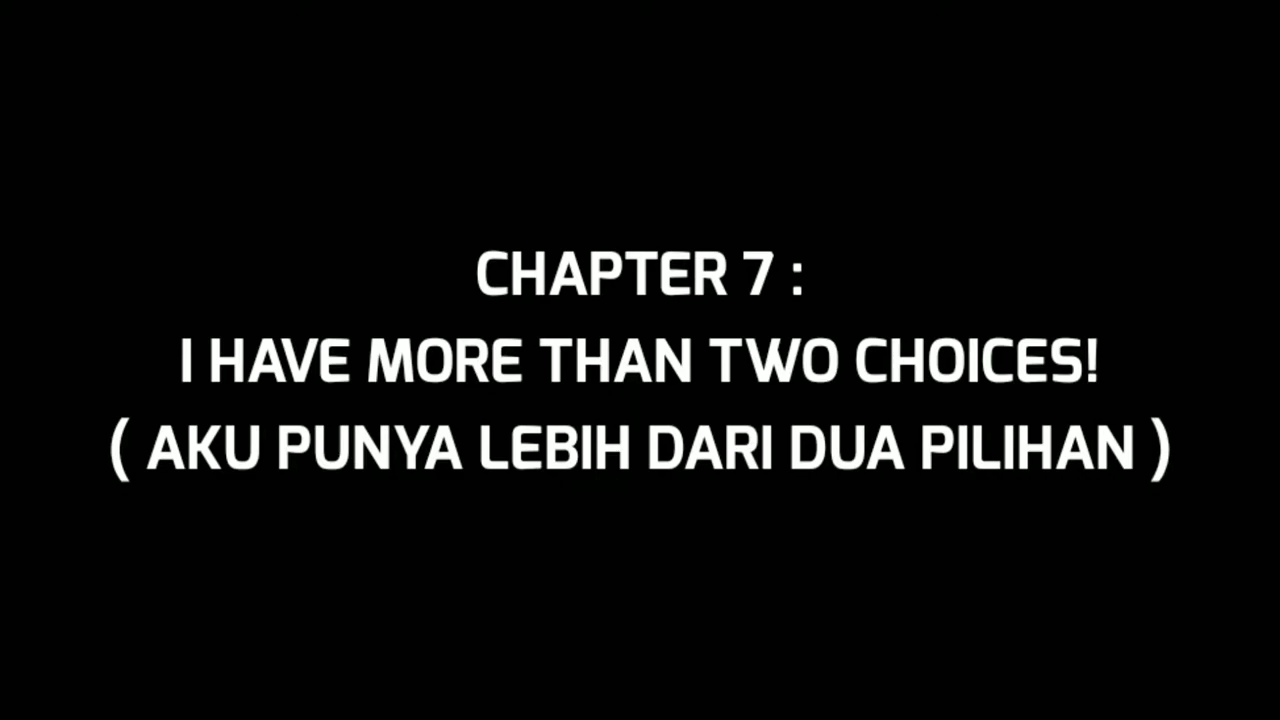 CHAPTER 7 :
I HAVE MORE THAN TWO CHOICES!
( AKU PUNYA LEBIH DARI DUA PILIHAN )